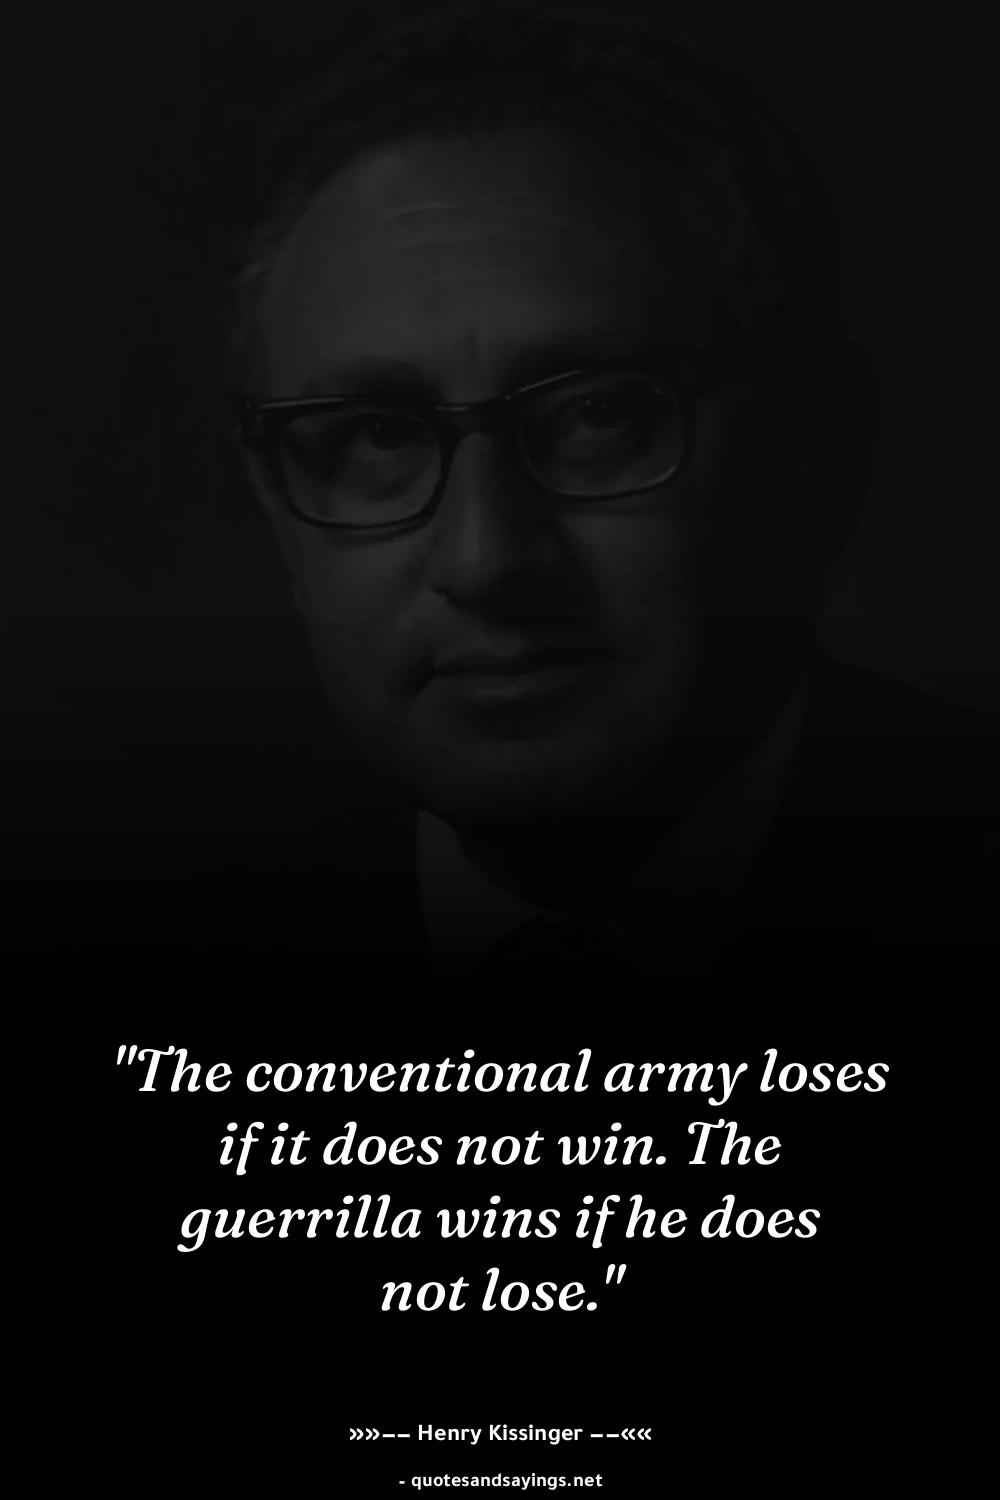 "The conventional army loses
if it does not win. The
guerrilla wins if he does
not lose."
»»–– Henry Kissinger ––««
- quotesandsayings.net